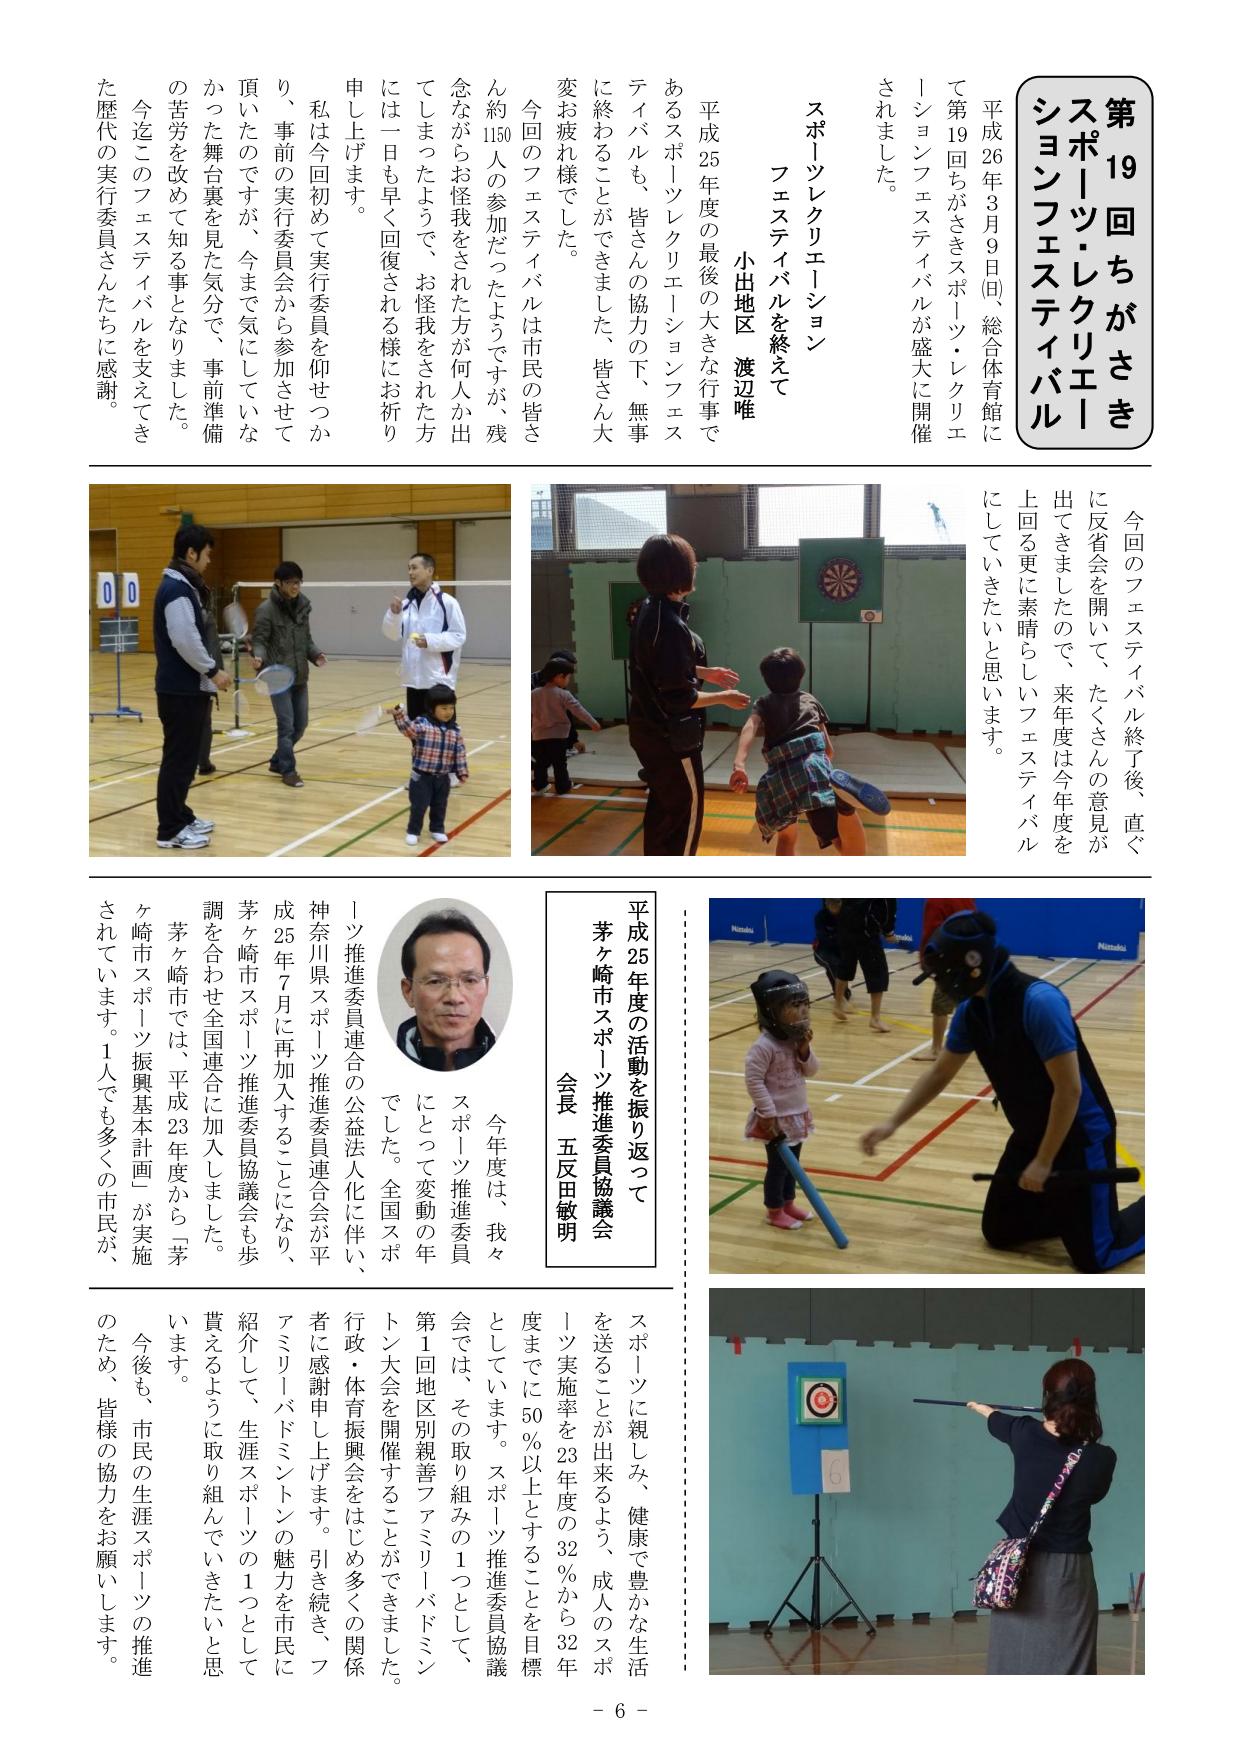 第19回ちがさき
スポーツ・レクリエー
ションフェスティバル
平成26年３月９日㈰、総合体育館に
て第19回ちがさきスポーツ・レクリエ
ーションフェスティバルが盛大に開催
されました。
スポーツレクリエーション
フェスティバルを終えて
小出地区　渡辺唯
平成25年度の最後の大きな行事で
あるスポーツレクリエーションフェス
ティバルも、皆さんの協力の下、無事
に終わることができました、皆さん大
変お疲れ様でした。
今回のフェスティバルは市民の皆さ
ん約1150人の参加だったようですが、残
念ながらお怪我をされた方が何人か出
てしまったようで、お怪我をされた方
には一日も早く回復される様にお祈り
申し上げます。
私は今回初めて実行委員を仰せつか
り、事前の実行委員会から参加させて
頂いたのですが、今まで気にしていな
かった舞台裏を見た気分で、事前準備
の苦労を改めて知る事となりました。
今迄このフェスティバルを支えてき
た歴代の実行委員さんたちに感謝。
今回のフェスティバル終了後、直ぐ
に反省会を開いて、たくさんの意見が
出てきましたので、来年度は今年度を
上回る更に素晴らしいフェスティバル
にしていきたいと思います。
0 0
Nittaku
Nittaku
6
平成25年度の活動を振り返って
茅ヶ崎市スポーツ推進委員協議会
会長　五反田敏明
今年度は、我々
スポーツ推進委員
にとって変動の年
でした。全国スポ
ーツ推進委員連合の公益法人化に伴い、
神奈川県スポーツ推進委員連合会が平
成25年７月に再加入することになり、
茅ヶ崎市スポーツ推進委員協議会も歩
調を合わせ全国連合に加入しました。
茅ヶ崎市では、平成23年度から「茅
ヶ崎市スポーツ振興基本計画」が実施
されています。１人でも多くの市民が、
スポーツに親しみ、健康で豊かな生活
を送ることが出来るよう、成人のスポ
ーツ実施率を23年度の32％から32年
度までに50％以上とすることを目標
としています。スポーツ推進委員協議
会では、その取り組みの１つとして、
第１回地区別親善ファミリーバドミン
トン大会を開催することができました。
行政・体育振興会をはじめ多くの関係
者に感謝申し上げます。引き続き、フ
ァミリーバドミントンの魅力を市民に
紹介して、生涯スポーツの１つとして
貰えるように取り組んでいきたいと思
います。
今後も、市民の生涯スポーツの推進
のため、皆様の協力をお願いします。
－ 6 －